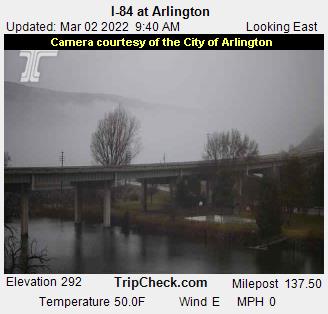 I-84 at Arlington
Updated: Mar 02 2022 9:40 AM Looking East
Camera courtesy of the City of Arlington
Elevation 292 TripCheck.com Milepost 137.50
Temperature 50.0F Wind E MPH 0